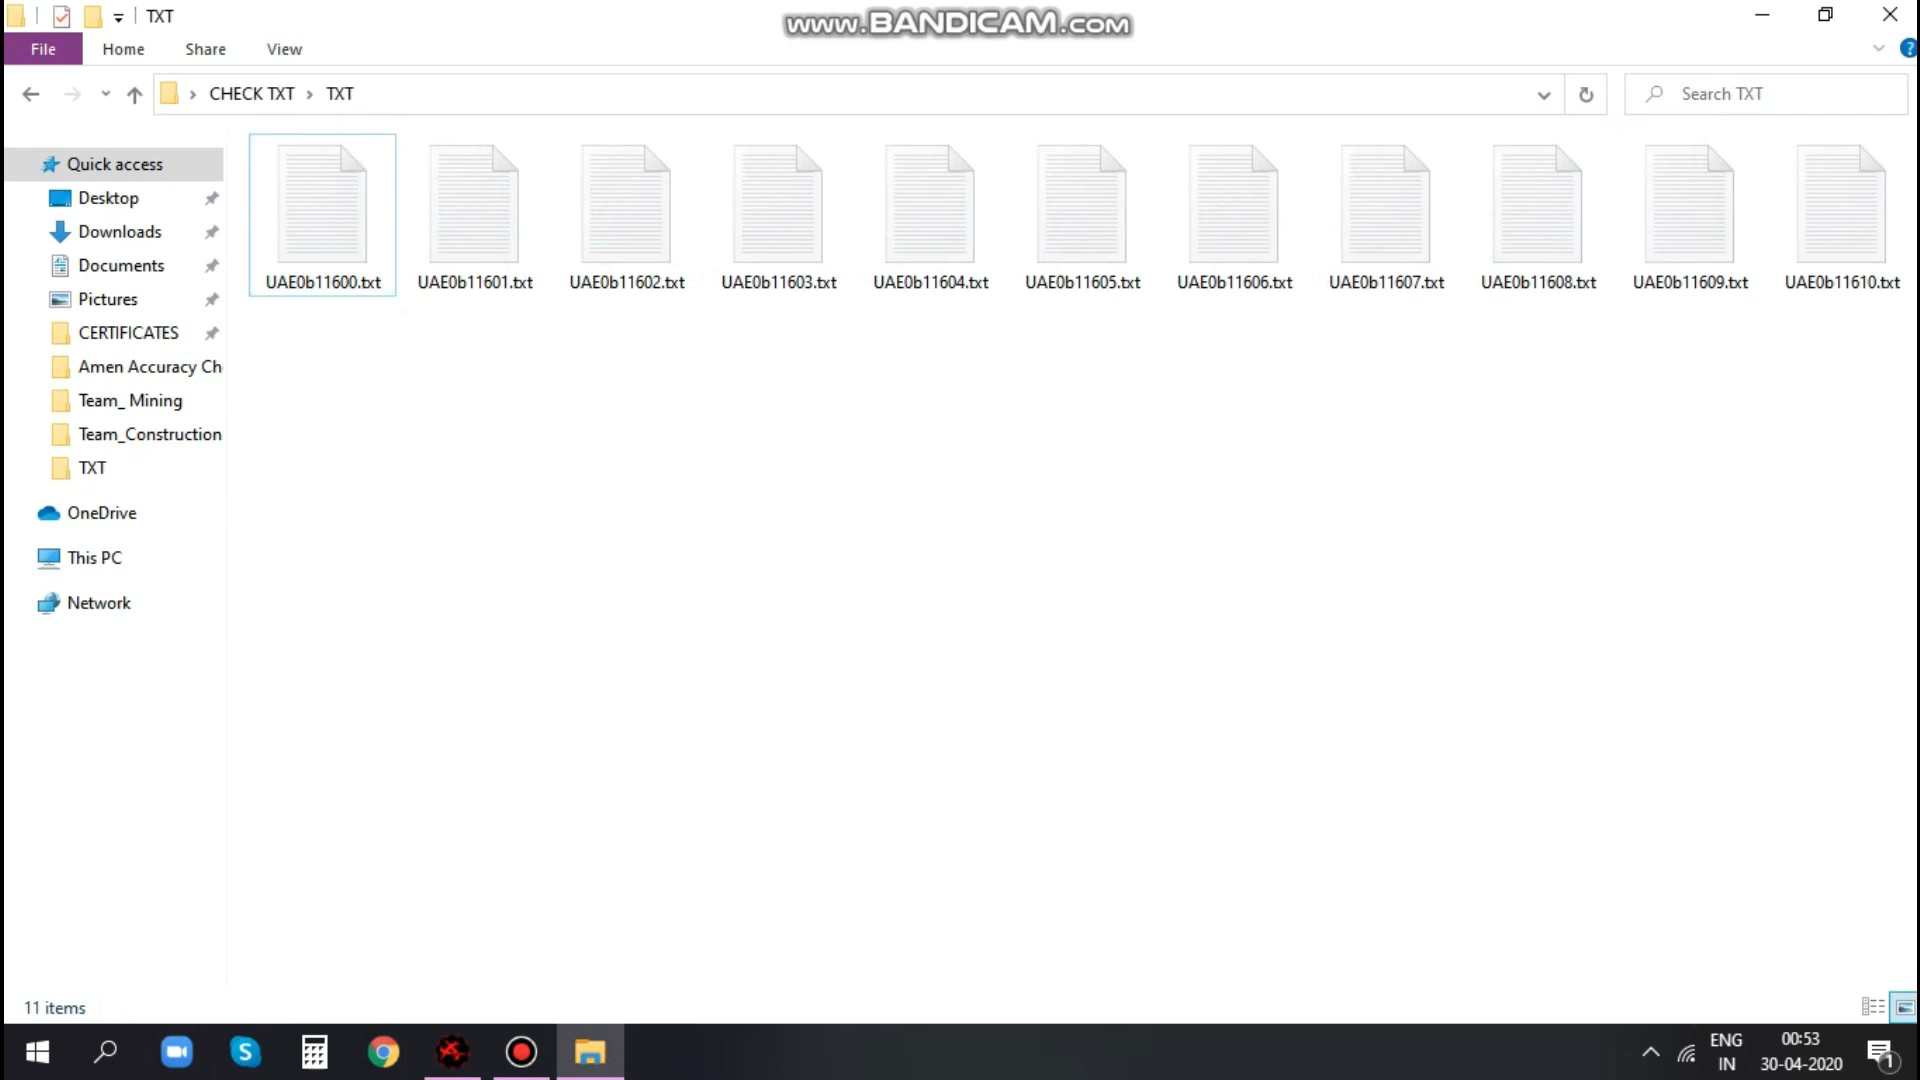 TXT
www.BANDICAM.com
File Home Share View
CHECK TXT TXT
Search TXT
Quick access
Desktop
Downloads
Documents
Pictures
CERTIFICATES
Amen Accuracy Ch
Team_ Mining
Team_Construction
TXT
OneDrive
This PC
Network
UAE0b11600.txt UAE0b11601.txt UAE0b11602.txt UAE0b11603.txt UAE0b11604.txt UAE0b11605.txt UAE0b11606.txt UAE0b11607.txt UAE0b11608.txt UAE0b11609.txt UAE0b11610.txt
11 items
ENG 00:53
IN 30-04-2020
1